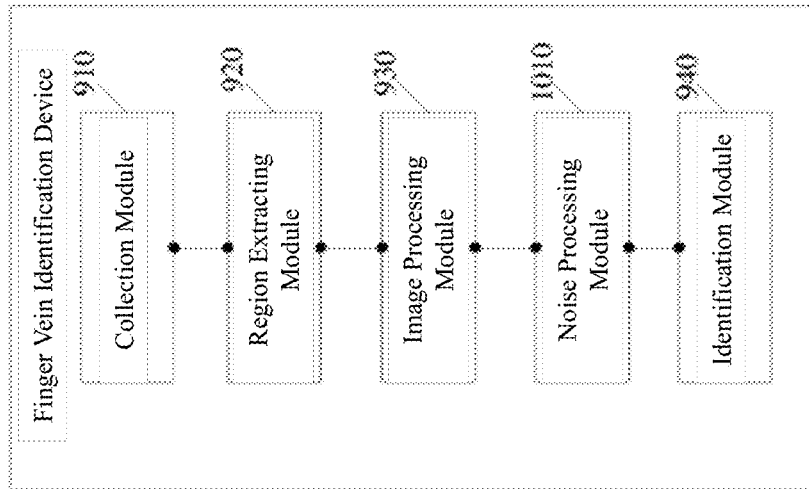 Finger Vein Identification Device
910
Collection Module
920
Region Extracting
Module
930
Image Processing
Module
1010
Noise Processing
Module
940
Identification Module